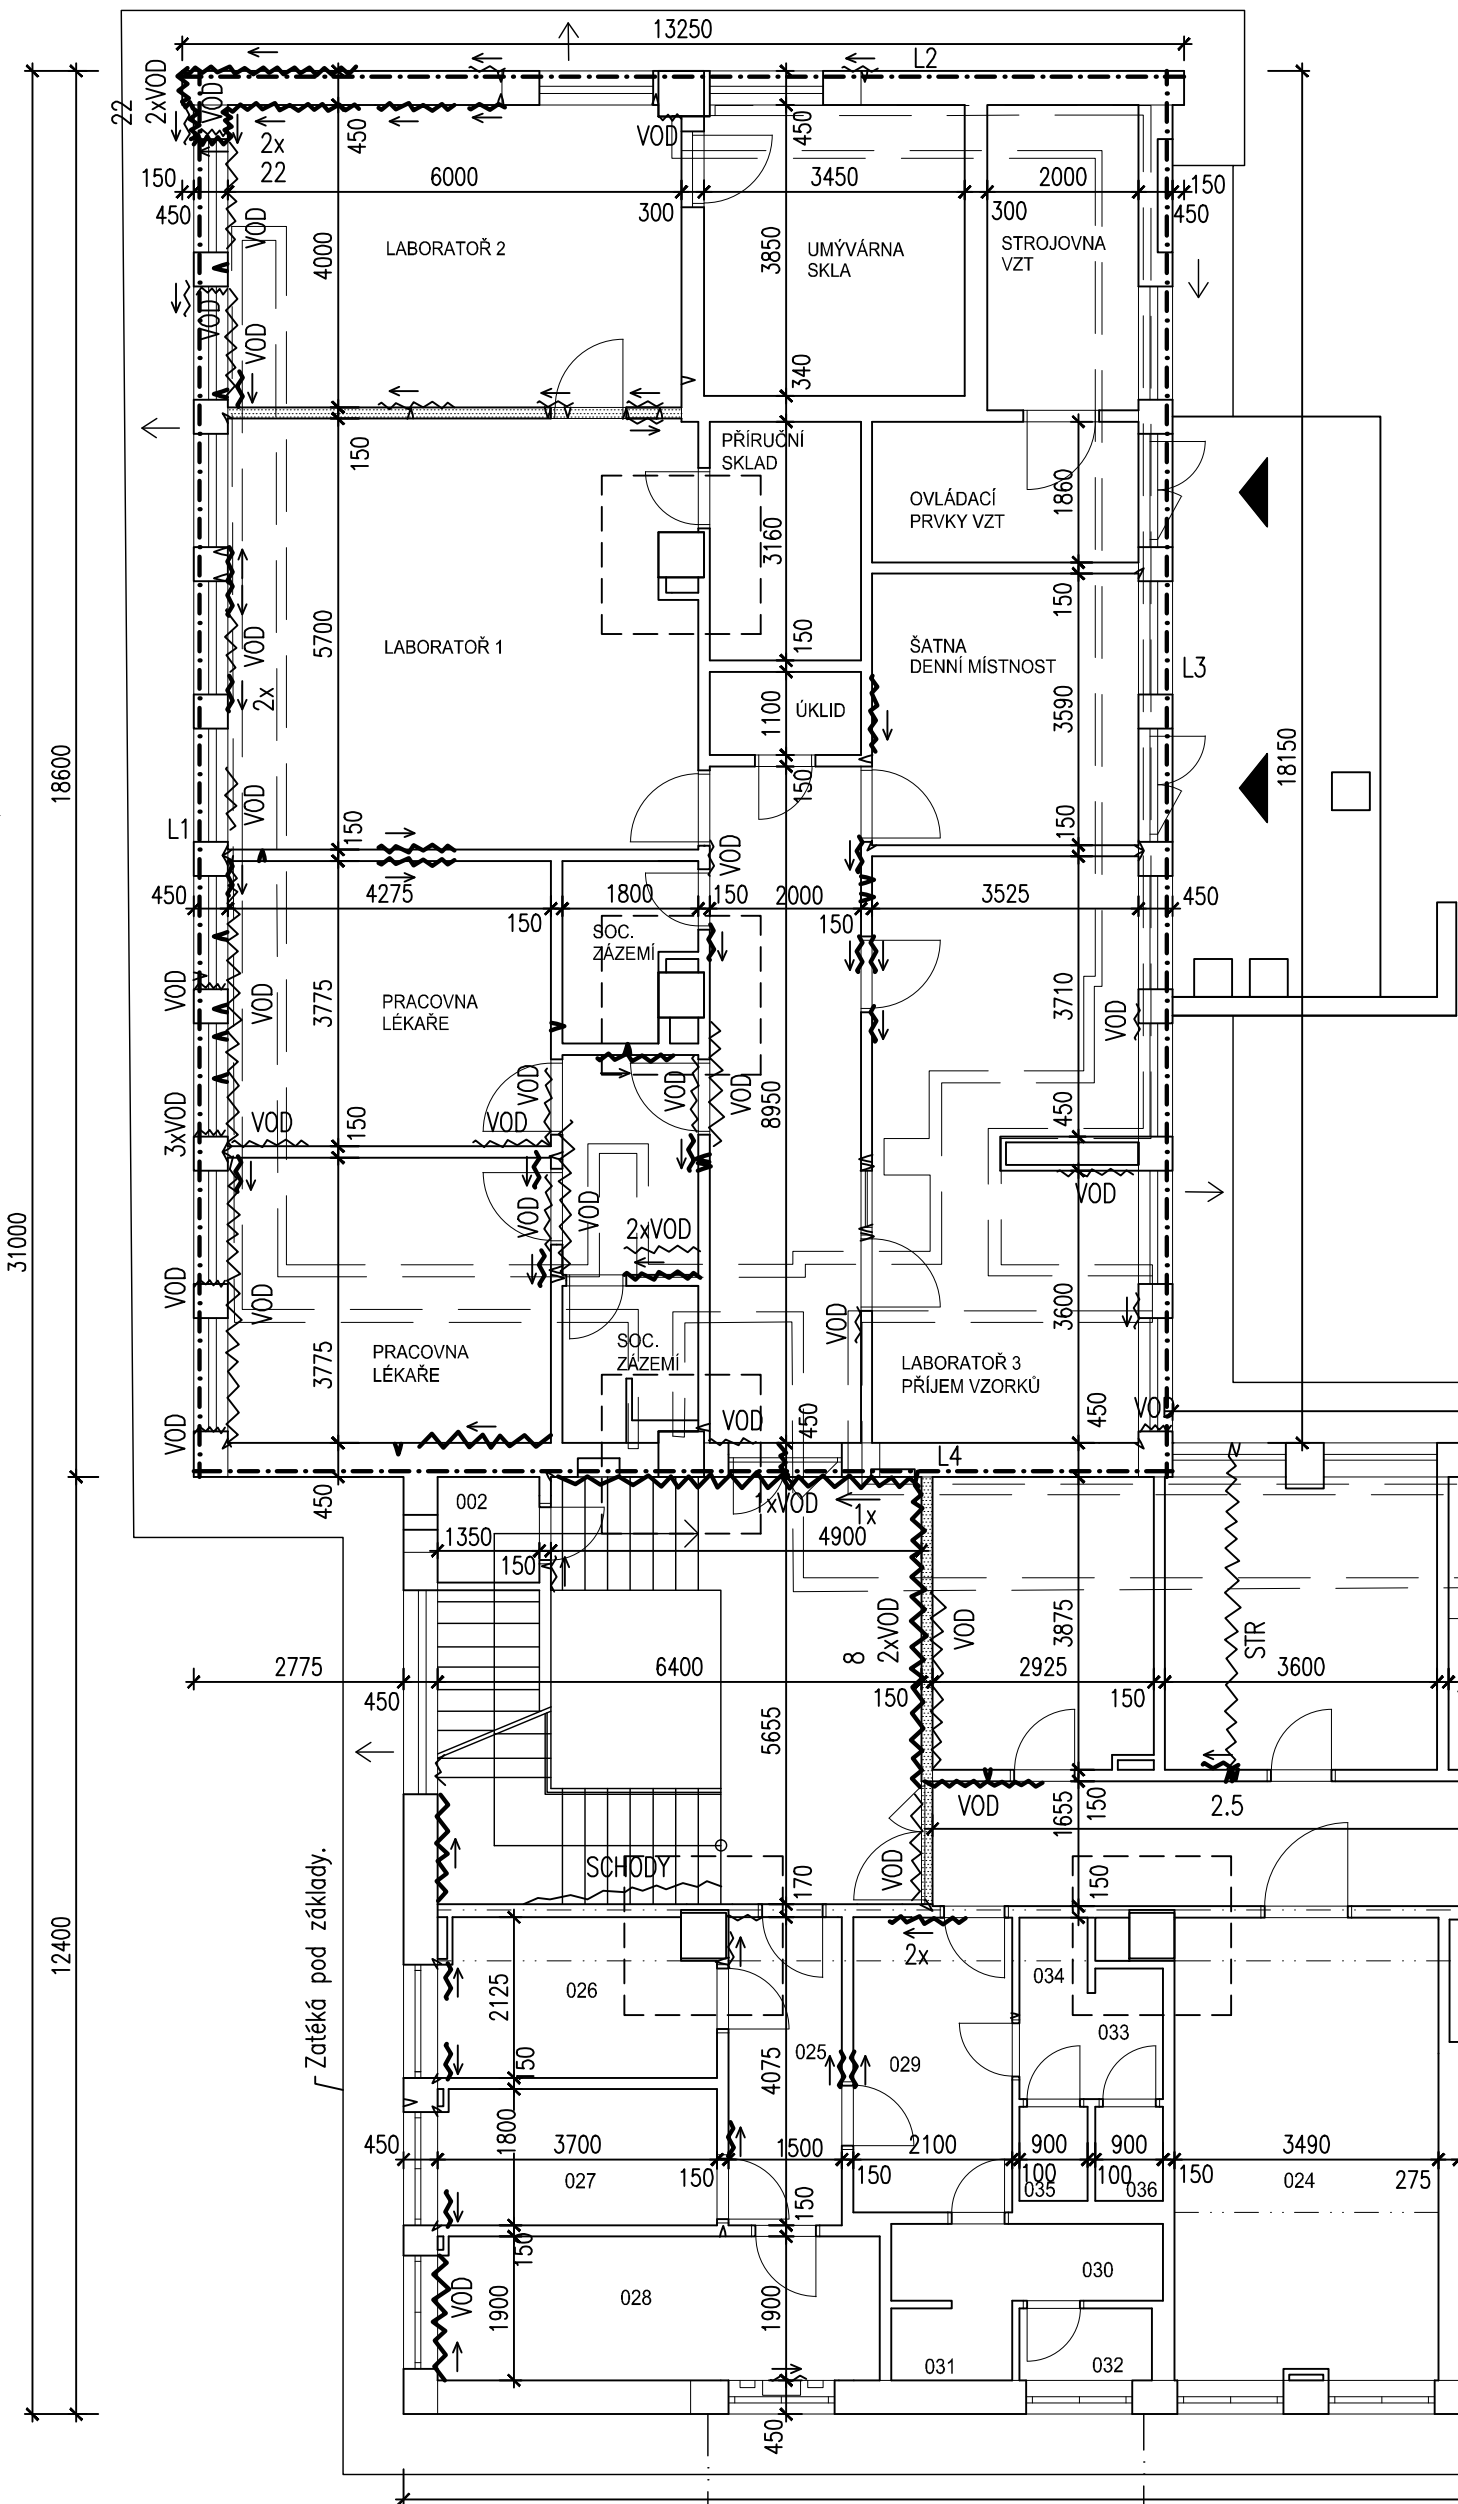 13250
L2
22
2xVOD
VOD
450
2x
22
VOD
450
150
6000
3450
2000
150
450
300
300
450
VOD
4000
LABORATOŘ 2
3850
UMÝVÁRNA
SKLA
STROJOVNA
VZT
VOD
VOD
340
150
PŘÍRUČNÍ
SKLAD
1860
OVLÁDACÍ
PRVKY VZT
3160
150
5700
VOD
LABORATOŘ 1
150
ŠATNA
DENNÍ MÍSTNOST
L3
2x
1100
ÚKLID
3590
18600
18150
VOD
150
L1
150
150
VOD
450
4275
1800
150
2000
3525
450
150
150
SOC.
ZÁZEMÍ
VOD
VOD
3775
PRACOVNA
LÉKAŘE
3710
VOD
VOD
VOD
VOD
8950
3xVOD
VOD
150
VOD
450
VOD
VOD
VOD
2xVOD
31000
VOD
VOD
3775
PRACOVNA
LÉKAŘE
SOC.
ZÁZEMÍ
VOD
3600
LABORATOŘ 3
PŘÍJEM VZORKŮ
VOD
VOD
450
450
VOD
L4
450
002
1xVOD
1x
1350
4900
150
8
2xVOD
VOD
3875
STR
2775
6400
2925
3600
450
150
150
5655
VOD
1655
150
2.5
SCHODY
VOD
170
150
Zatéká pod základy.
12400
2x
026
2125
034
033
025
029
150
4075
450
3700
1800
1500
2100
900
900
3490
150
150
100
100
150
275
027
035
036
024
150
150
VOD
1900
028
1900
030
031
032
450